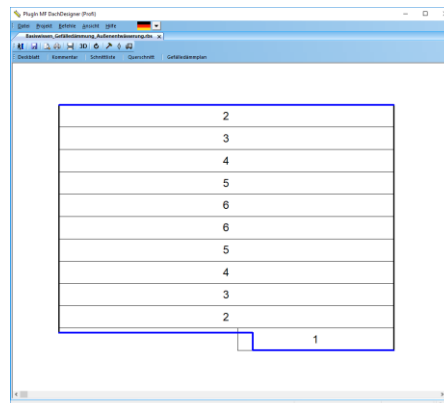 PlugIn MF DachDesigner (Profi)
Datei Projekt Befehle Ansicht Hilfe
Basiswissen_Gefälledämmung_Außenentwässerung.dbs x
3D
Deckblatt Kommentar Schnittliste Querschnitt Gefälledämmplan
2
3
4
5
6
6
5
4
3
2
1